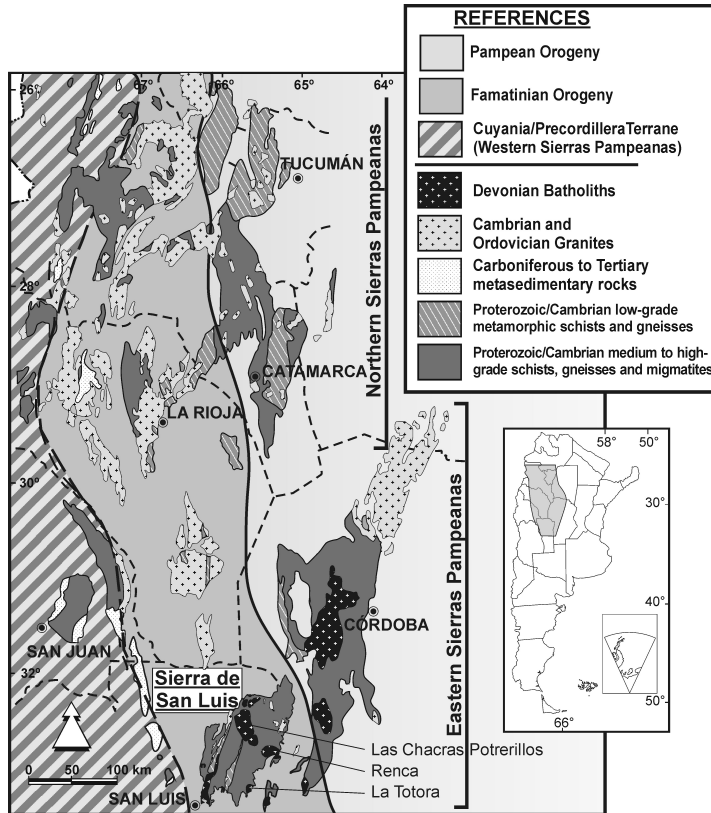 REFERENCES
Pampean Orogeny
Famatinian Orogeny
Cuyania/PrecordilleraTerrane
(Western Sierras Pampeanas)
Devonian Batholiths
Cambrian and
Ordovician Granites
Carboniferous to Tertiary
metasedimentary rocks
Proterozoic/Cambrian low-grade
metamorphic schists and gneisses
Proterozoic/Cambrian medium to high-
grade schists, gneisses and migmatites
67°
66°
65°
64°
26°
TUCUMÁN
28°
Northern Sierras Pampeanas
CATAMARCA
LA RIOJA
30°
Eastern Sierras Pampeanas
CÓRDOBA
SAN JUAN
32°
Sierra de
San Luis
Las Chacras Potrerillos
Renca
La Totora
0 50 100 km
SAN LUIS
58° 50°
30°
40°
50°
66°